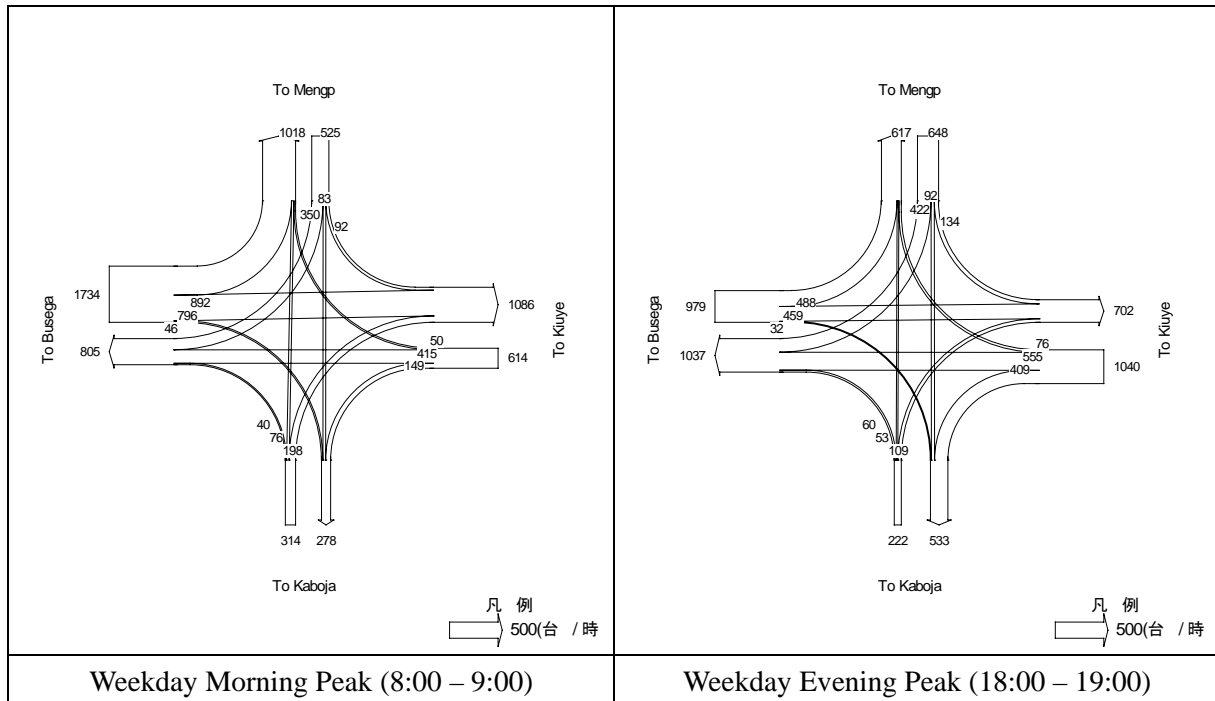 To Mengp
1018
525
83
350
92
1734
892
796
46
805
To Busega
1086
To Kiuye
50
415
149
614
40
76
198
314
278
To Kaboja
凡 例
500(台 / 時
Weekday Morning Peak (8:00 – 9:00)
To Mengp
617
648
92
422
134
979
488
459
32
1037
To Busega
702
To Kiuye
76
555
409
1040
60
53
109
222
533
To Kaboja
凡 例
500(台 / 時
Weekday Evening Peak (18:00 – 19:00)